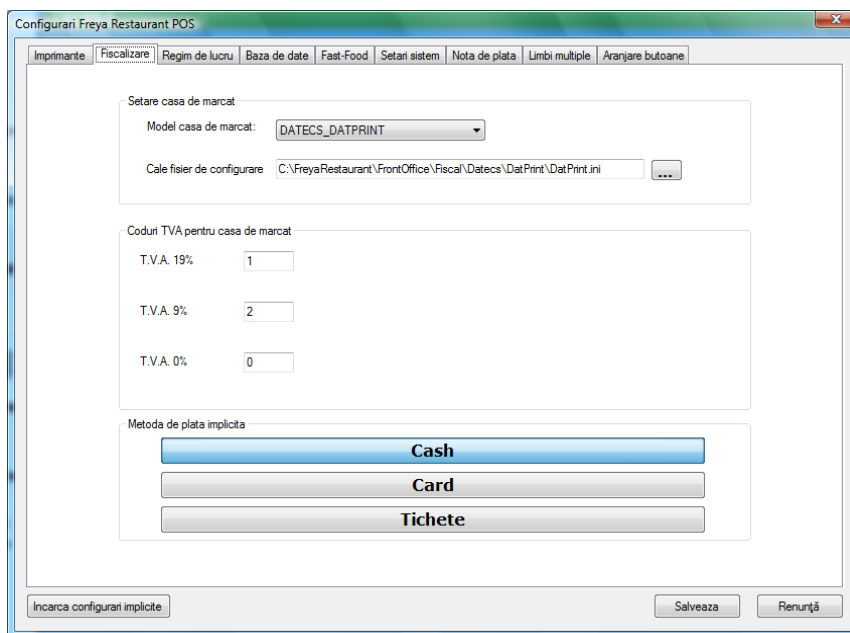 Configurari Freya Restaurant POS
Imprimante Fiscalizare Regim de lucru Baza de date Fast-Food Setari sistem Nota de plata Limbi multiple Aranjare butoane
Setare casa de marcat
Model casa de marcat: DATECS_DATPRINT
Cale fisier de configurare C:\FreyaRestaurant\FrontOffice\Fiscal\Datecs\DatPrint\DatPrint.ini ...
Coduri TVA pentru casa de marcat
T.V.A. 19% 1
T.V.A. 9% 2
T.V.A. 0% 0
Metoda de plata implicita
Cash
Card
Tichete
Incarca configurari implicite Salveaza Renunţă